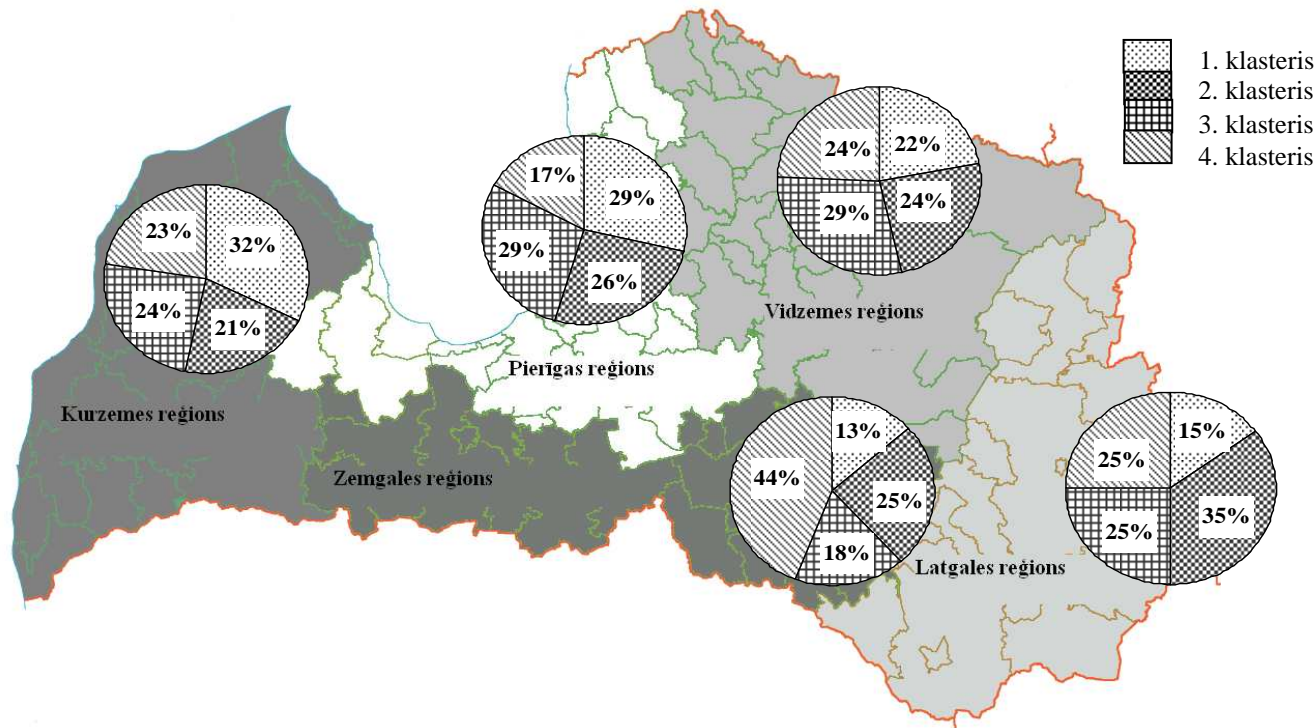 1. klasteris
2. klasteris
3. klasteris
4. klasteris
24%
22%
29%
24%
Vidzemes reģions
17%
29%
29%
26%
Pierīgas reģions
23%
32%
24%
21%
Kurzemes reģions
Zemgales reģions
13%
44%
25%
18%
15%
25%
25%
35%
Latgales reģions